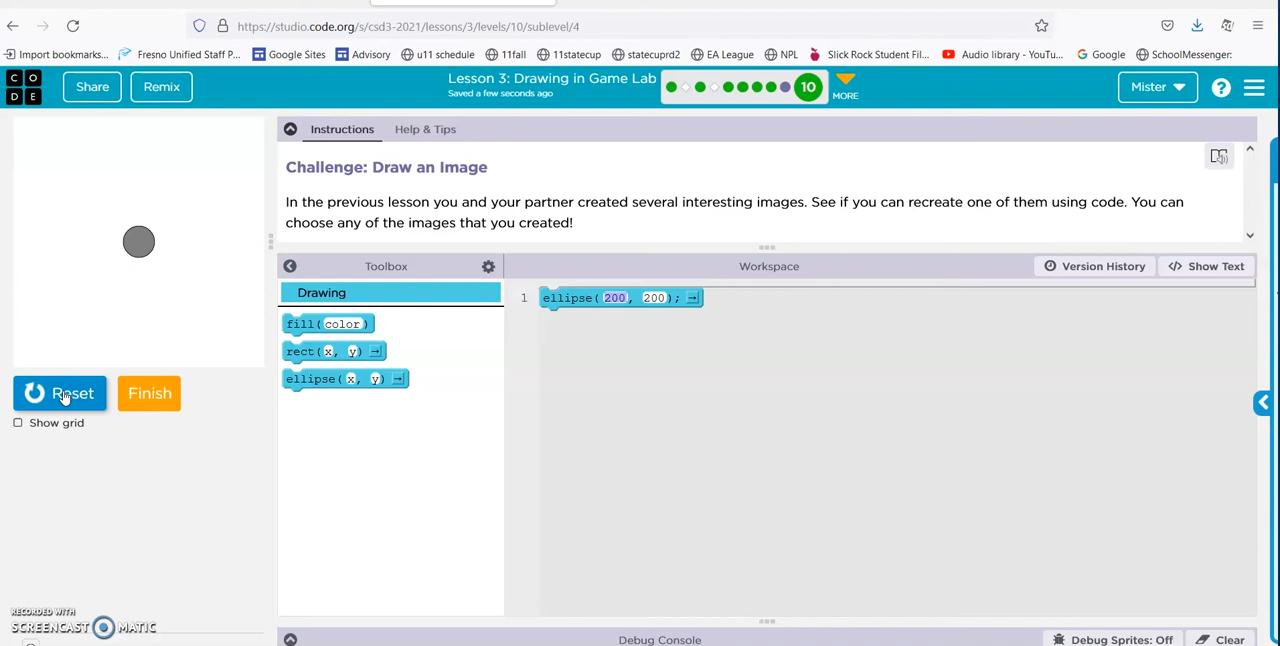 https://studio.code.org/s/csd3-2021/lessons/3/levels/10/sublevel/4
Import bookmarks... Fresno Unified Staff P... Google Sites Advisory u11 schedule 11fall 11statecup statecuprd2 EA League NPL Slick Rock Student Fil... Audio library - YouTu... Google SchoolMessenger:
C O D E Share Remix Lesson 3: Drawing in Game Lab 10 MORE Mister ?
Saved a few seconds ago
Instructions Help & Tips
Challenge: Draw an Image
In the previous lesson you and your partner created several interesting images. See if you can recreate one of them using code. You can
choose any of the images that you created!
Toolbox Workspace Version History </> Show Text
Drawing
1 ellipse( 200, 200);
fill(color)
rect(x, y)
ellipse(x, y)
Reset Finish
Show grid
RECORDED WITH
SCREENCAST MATIC
Debug Console Debug Sprites: Off Clear